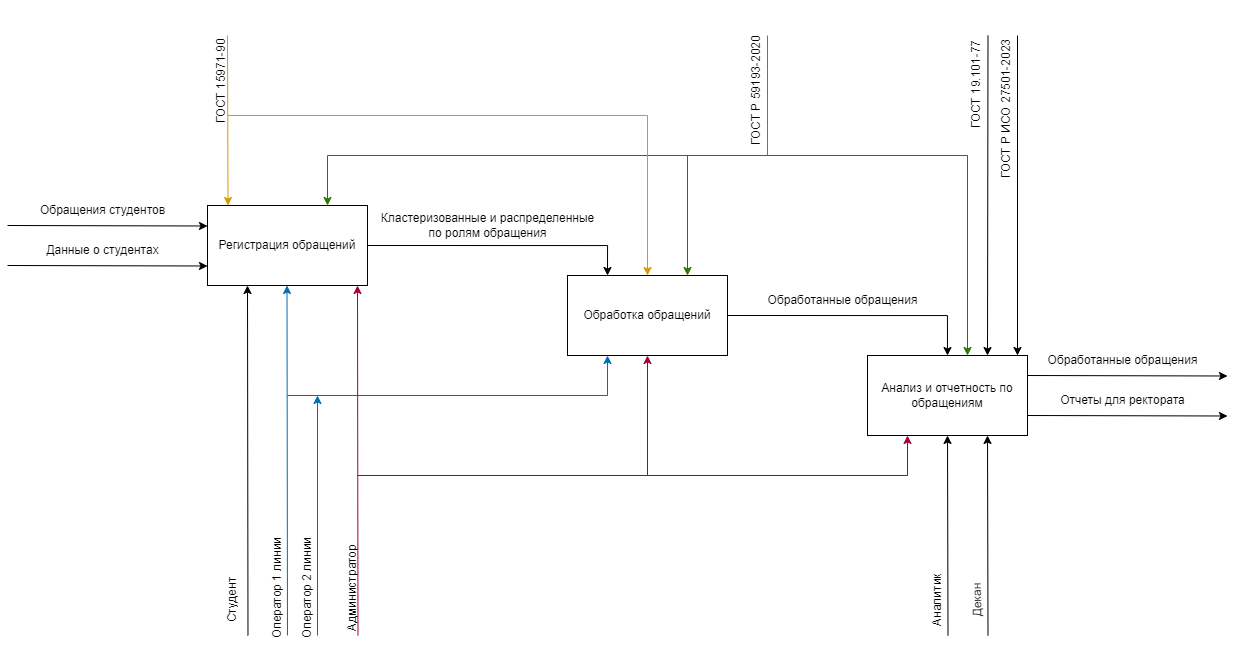 ГОСТ 15971-90
ГОСТ Р 59193-2020
ГОСТ 19.101-77
ГОСТ Р ИСО 27501-2023
Обращения студентов
Данные о студентах
Регистрация обращений
Кластеризованные и распределенные
по ролям обращения
Обработка обращений
Обработанные обращения
Анализ и отчетность по
обращениям
Обработанные обращения
Отчеты для ректората
Студент
Оператор 1 линии
Оператор 2 линии
Администратор
Аналитик
Декан